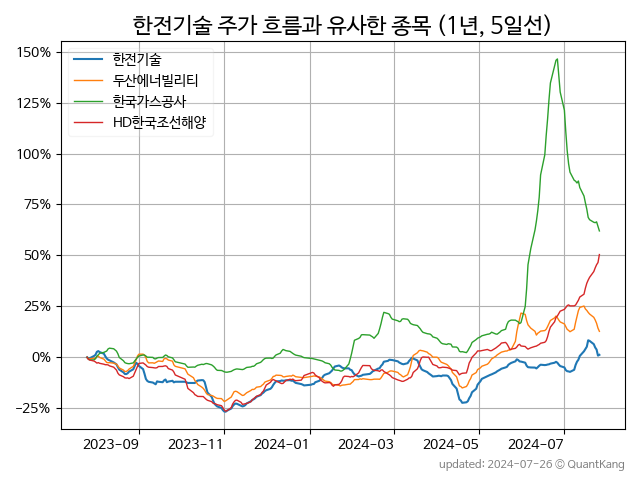 한전기술 주가 흐름과 유사한 종목 (1년, 5일선)
한전기술
두산에너빌리티
한국가스공사
HD한국조선해양
150%
125%
100%
75%
50%
25%
0%
−25%
2023−09
2023−11
2024−01
2024−03
2024−05
2024−07
updated: 2024-07-26 © QuantKang